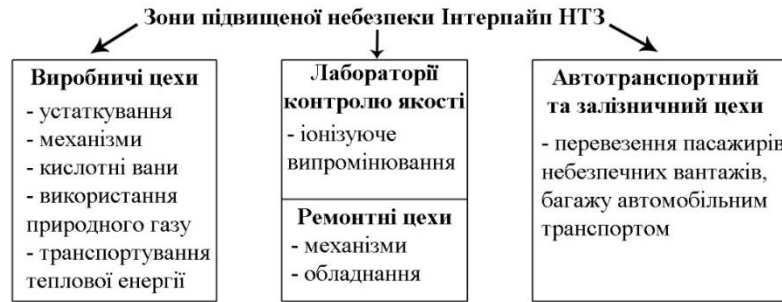 Зони підвищеної небезпеки Інтерпайп НТЗ
Виробничі цехи
- устаткування
- механізми
- кислотні вани
- використання
природного газу
- транспортування
теплової енергії
Лабораторії
контролю якості
- іонізуюче
випромінювання
Ремонтні цехи
- механізми
- обладнання
Автотранспортний
та залізничний цехи
- перевезення пасажирів
небезпечних вантажів,
багажу автомобільним
транспортом